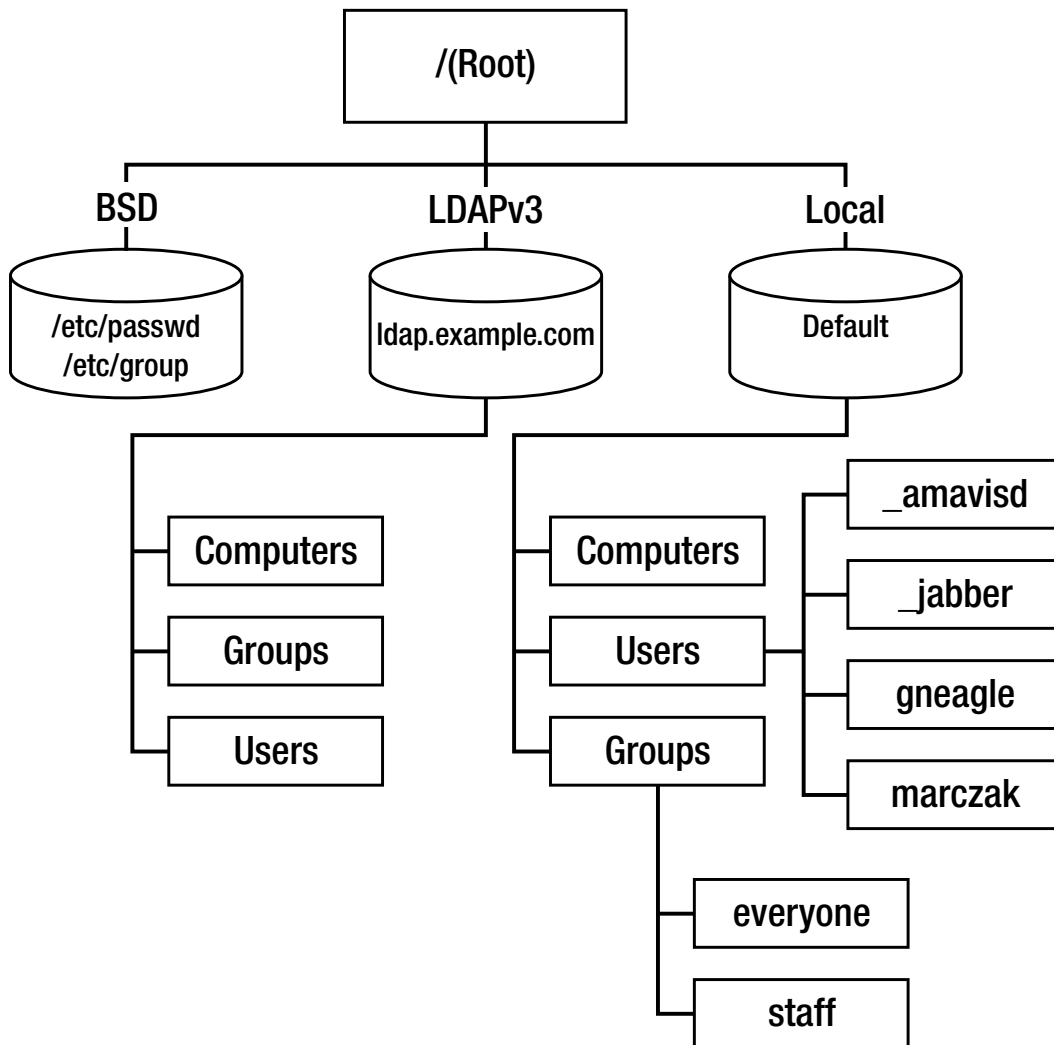 /(Root)
BSD
LDAPv3
Local
/etc/passwd
/etc/group
ldap.example.com
Default
Computers
Groups
Users
Computers
Users
Groups
_amavisd
_jabber
gneagle
marczak
everyone
staff